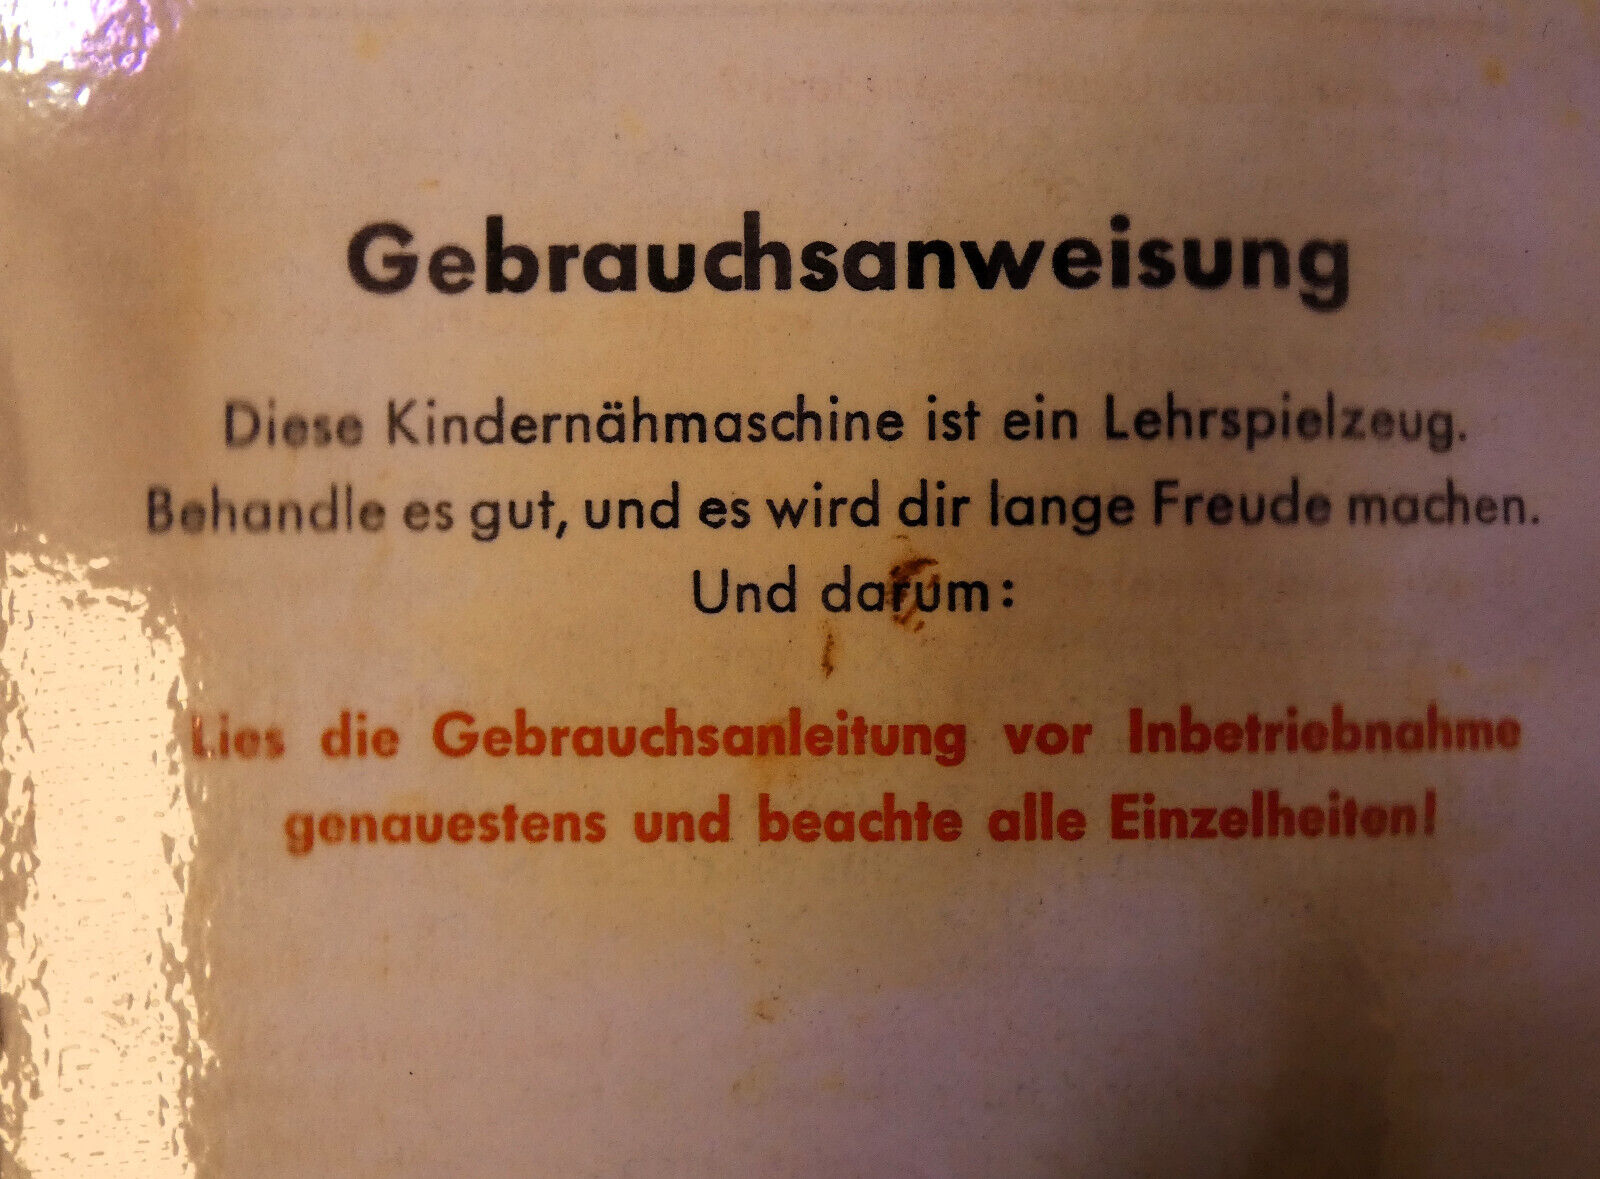 Gebrauchsanweisung
Diese Kindernähmaschine ist ein Lehrspielzeug.
Behandle es gut, und es wird dir lange Freude machen.
Und darum:
Lies die Gebrauchsanleitung vor Inbetriebnahme
genauestens und beachte alle Einzelheiten!